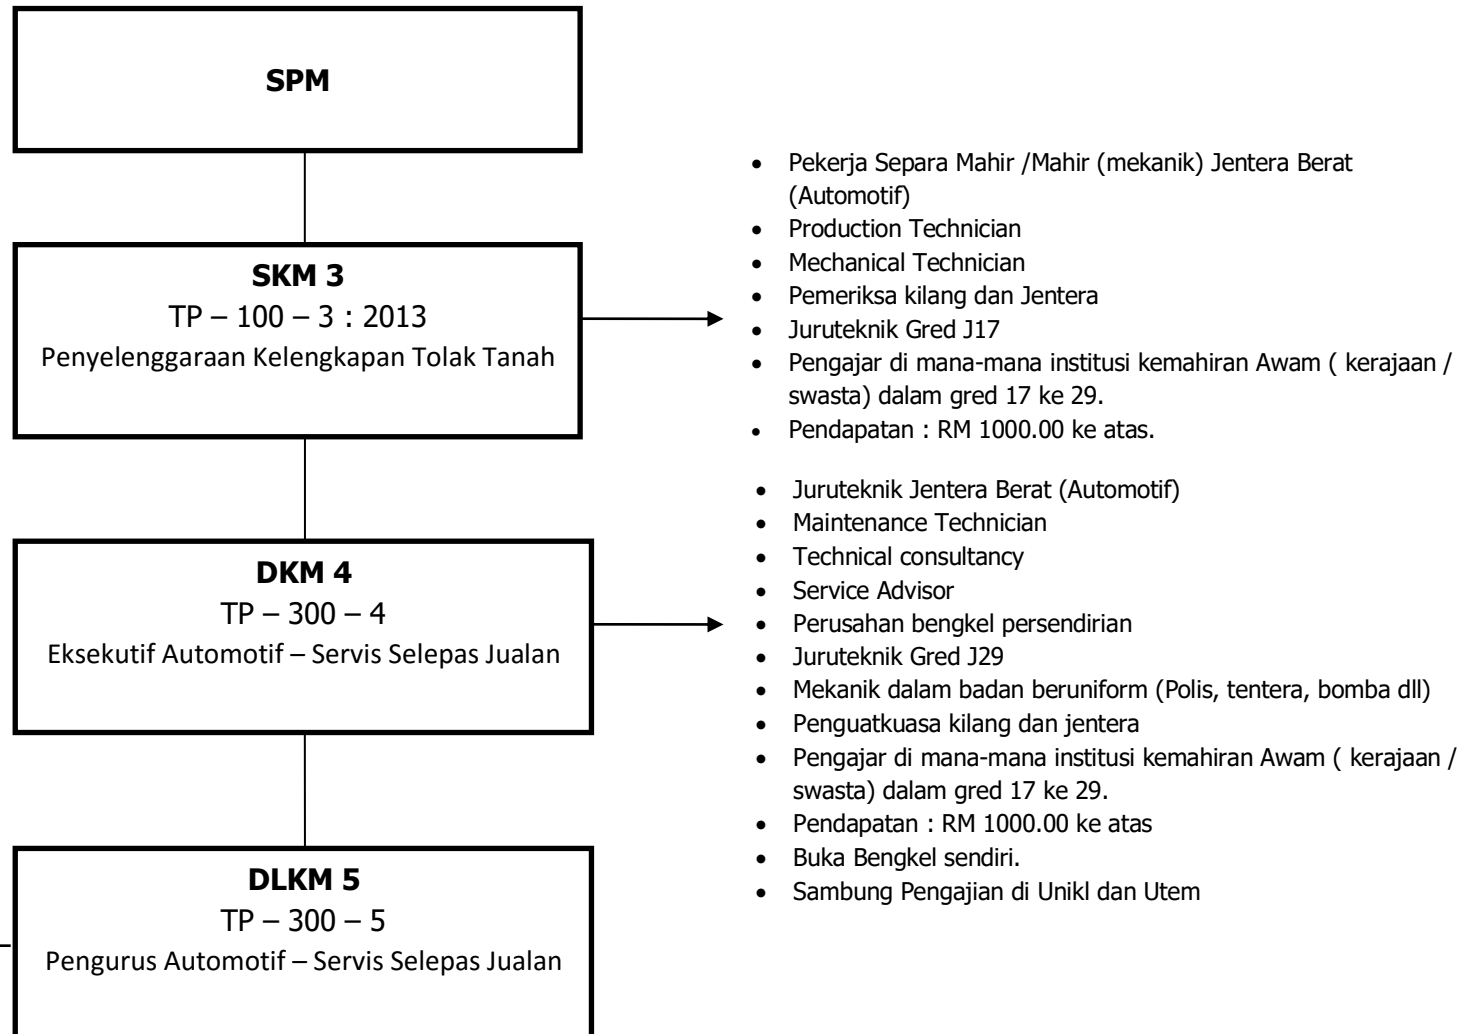 SPM
SKM 3
TP – 100 – 3 : 2013
Penyelenggaraan Kelengkapan Tolak Tanah
• Pekerja Separa Mahir /Mahir (mekanik) Jentera Berat
(Automotif)
• Production Technician
• Mechanical Technician
• Pemeriksa kilang dan Jentera
• Juruteknik Gred J17
• Pengajar di mana-mana institusi kemahiran Awam ( kerajaan /
swasta) dalam gred 17 ke 29.
• Pendapatan : RM 1000.00 ke atas.
DKM 4
TP – 300 – 4
Eksekutif Automotif – Servis Selepas Jualan
• Juruteknik Jentera Berat (Automotif)
• Maintenance Technician
• Technical consultancy
• Service Advisor
• Perusahan bengkel persendirian
• Juruteknik Gred J29
• Mekanik dalam badan beruniform (Polis, tentera, bomba dll)
• Penguatkuasa kilang dan jentera
• Pengajar di mana-mana institusi kemahiran Awam ( kerajaan /
swasta) dalam gred 17 ke 29.
• Pendapatan : RM 1000.00 ke atas
• Buka Bengkel sendiri.
• Sambung Pengajian di Unikl dan Utem
DLKM 5
TP – 300 – 5
Pengurus Automotif – Servis Selepas Jualan